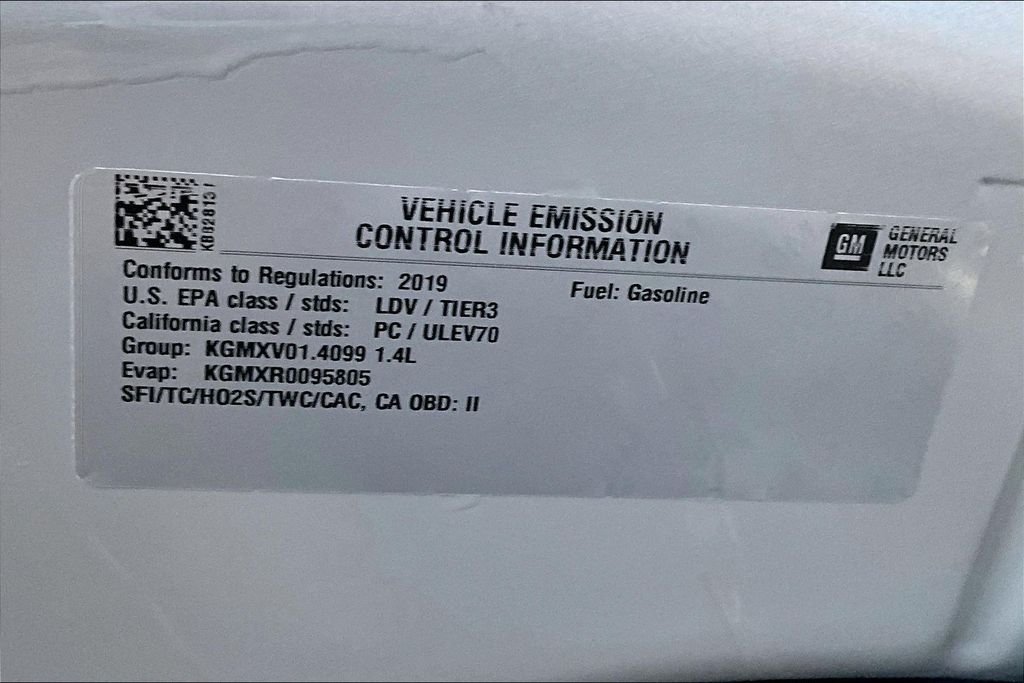 KB28131
VEHICLE EMISSION
CONTROL INFORMATION
GM
GENERAL
MOTORS
LLC
Conforms to Regulations: 2019
Fuel: Gasoline
U.S. EPA class / stds: LDV / TIER3
California class / stds: PC / ULEV70
Group: KGMXV01.4099 1.4L
Evap: KGMXR0095805
SFI/TC/HO2S/TWC/CAC, CA OBD: II